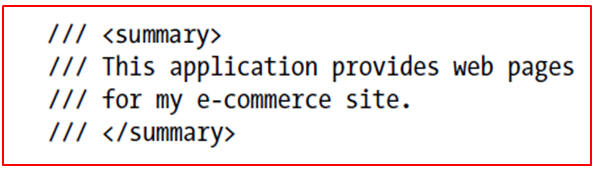 /// <summary>
/// This application provides web pages
/// for my e-commerce site.
/// </summary>